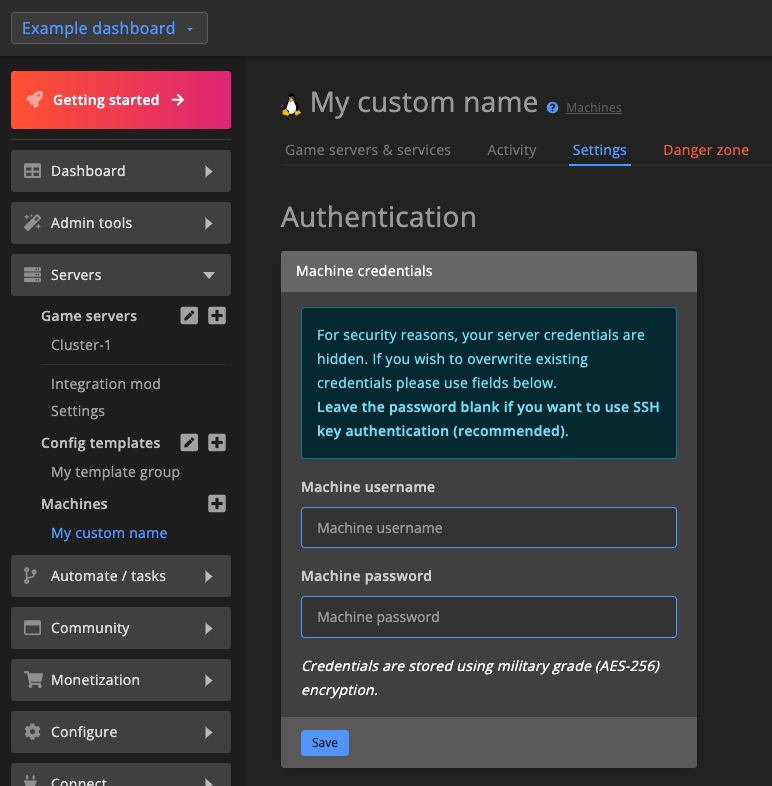 Example dashboard
Getting started
My custom name
Machines
Game servers & services
Activity
Settings
Danger zone
Dashboard
Admin tools
Servers
Game servers
Cluster-1
Integration mod
Settings
Config templates
My template group
Machines
My custom name
Automate / tasks
Community
Monetization
Configure
Connect
Authentication
Machine credentials
For security reasons, your server credentials are
hidden. If you wish to overwrite existing
credentials please use fields below.
Leave the password blank if you want to use SSH
key authentication (recommended).
Machine username
Machine username
Machine password
Machine password
Credentials are stored using military grade (AES-256)
encryption.
Save